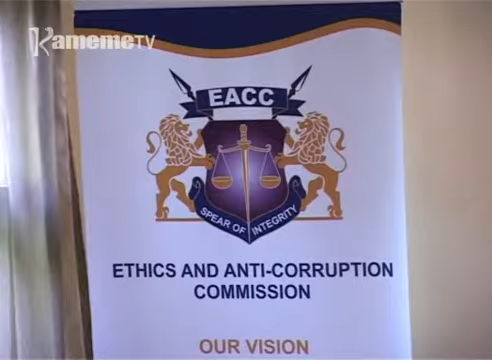 KamemeTV
EACC
SPEAR OF INTEGRITY
ETHICS AND ANTI-CORRUPTION
COMMISSION
OUR VISION